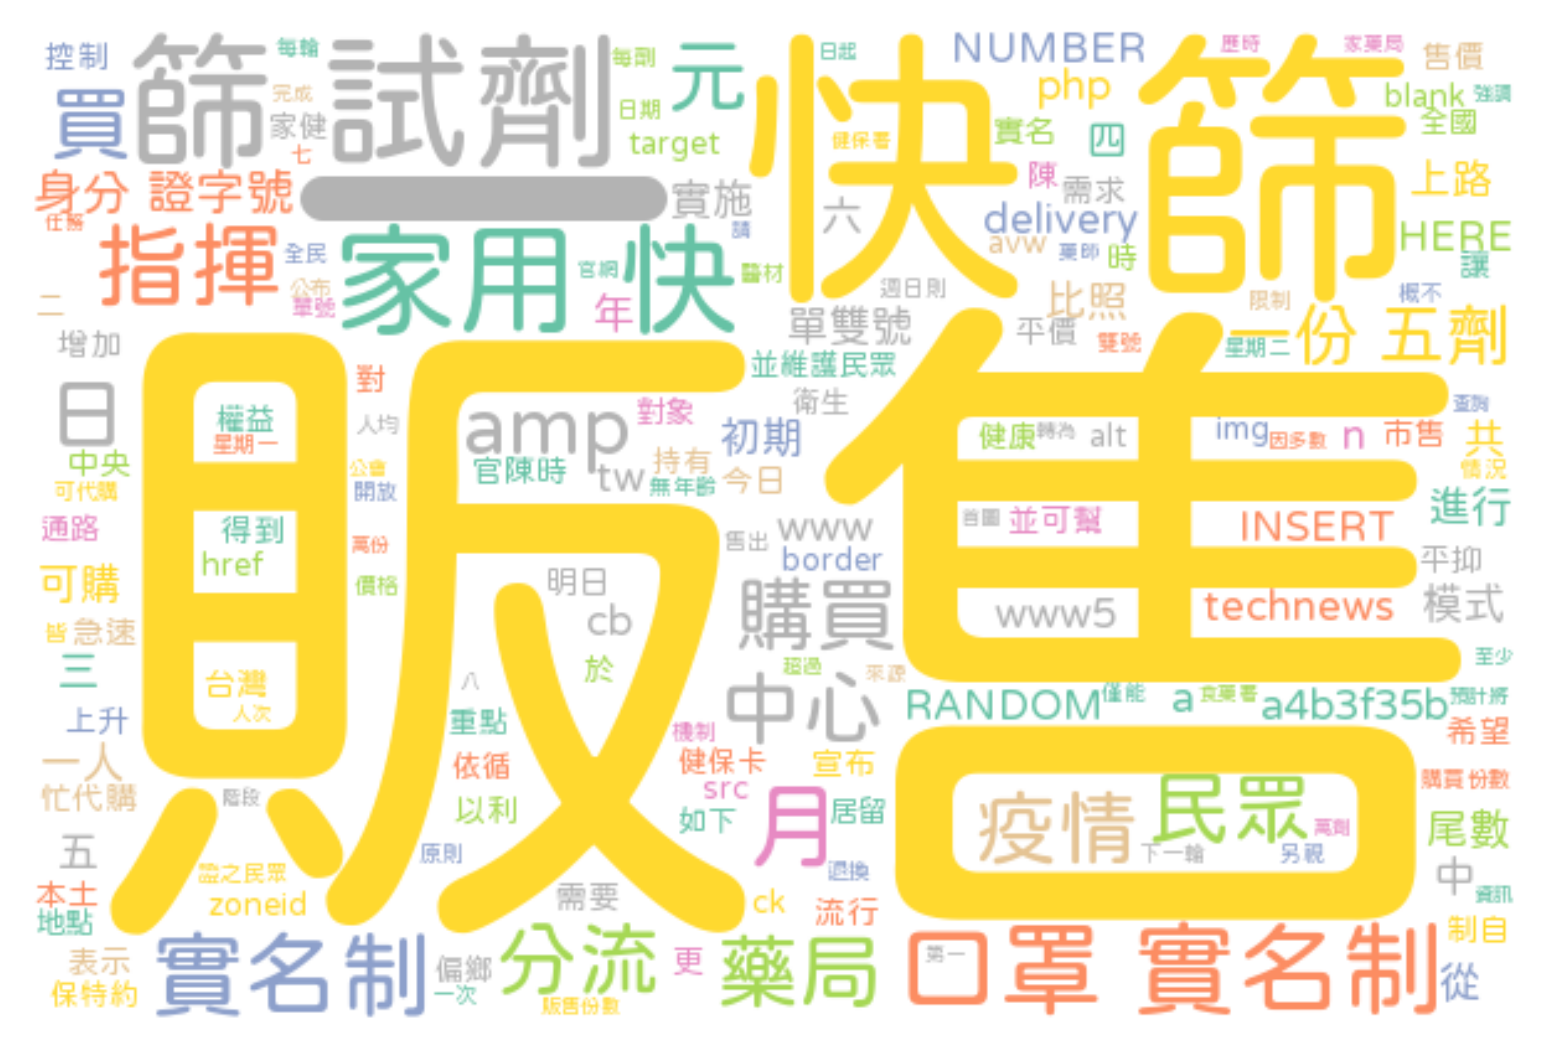 控制 每輪 每劑 元 日起 NUMBER 歷時 家藥局 售價
篩 試劑 快篩
買 完成 家健 日期 php blank 強調
七 target 健保署 實名 四 全國
身分 證字號 一 實施 六 陳 需求 上路
任務 請 delivery HERE
指揮 全民 家用 快 官網 醫材 avw 藥師 時 讓
二 公布 單號 年 週日則 比照 限制 概不
增加 單雙號 平價 雙號 星期二 一份 五劑
販售
日 對 並維護民眾
權益 人均 amp 對象 衛生 查詢
星期一 初期 健康 轉為 alt img 因多數 n 市售 共
中央 公會 官陳時 tw 持有 情況
可代購 開放 無年齡 今日
通路 得到 萬份 售出 www 首圖 並可幫 INSERT 進行
href border 平抑
可購 價格 明日 購買
皆 急速 cb www5 technews 模式
三 台灣 於 超過 來源 至少
人次 八 中心 RANDOM 僅能 a 食藥署 a4b3f35b 預計將
上升 重點 機制 希望
一人 依循 健保卡 宣布 購買份數
忙代購 階段 以利 src 月 居留 疫情 民眾 萬劑 尾數
如下
五 原則 下一輪 另視
證之民眾 退換 中
本土 zoneid 需要 ck 流行 資訊
地點 制自
表示 實名制 偏鄉 分流 更 藥局 口罩 第一 實名制 從
保特約 一次 販售份數